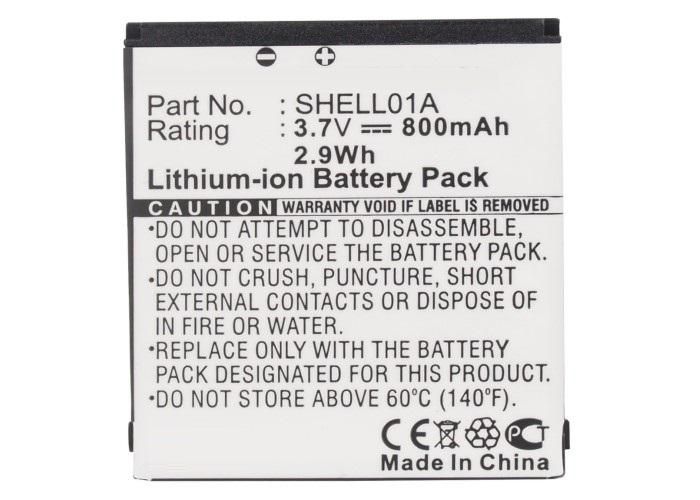 ⊖ ⊕
Part No. : SHELL01A
Rating : 3.7V ⎓ 800mAh
2.9Wh
Lithium-ion Battery Pack
CAUTION WARRANTY VOID IF LABEL IS REMOVED
•DO NOT ATTEMPT TO DISASSEMBLE,
OPEN OR SERVICE THE BATTERY PACK.
•DO NOT CRUSH, PUNCTURE, SHORT
EXTERNAL CONTACTS OR DISPOSE OF
IN FIRE OR WATER.
•REPLACE ONLY WITH THE BATTERY
PACK DESIGNATED FOR THIS SYSTEM.
•DO NOT STORE ABOVE 60°C (140°F).
CE PCT
Made In China